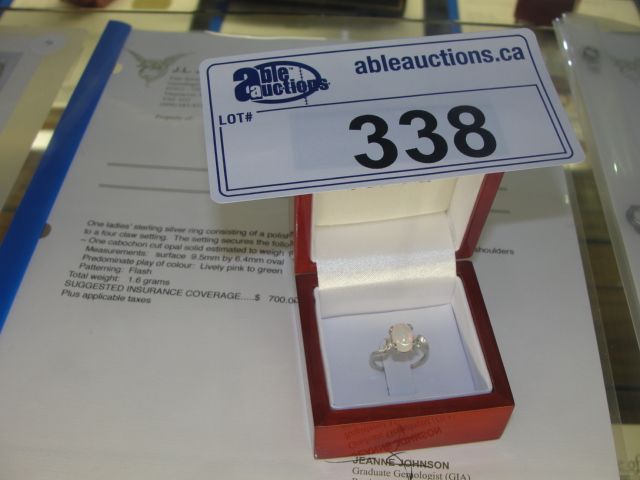 able auctions
ableauctions.ca
LOT# 338
Property of
One ladies' sterling silver ring consisting of a
to a four claw setting. The setting secures the
shoulders
~ One cabochon cut opal solid estimated to weigh
Measurements: surface 9.5mm by 6.4mm oval
Predominate play of colour: Lively pink to green
Patterning: Flash
Total weight: 1.6 grams
SUGGESTED INSURANCE COVERAGE....$ 700.00
Plus applicable taxes
JEANNE JOHNSON
Graduate Gemologist (GIA)